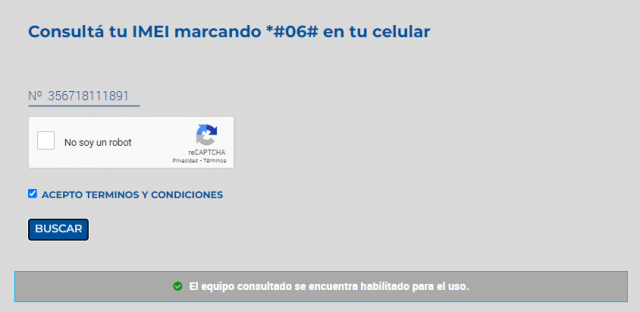 Consultá tu IMEI marcando *#06# en tu celular
Nº 356718111891
No soy un robot
reCAPTCHA
Privacidad - Términos
ACEPTO TERMINOS Y CONDICIONES
BUSCAR
El equipo consultado se encuentra habilitado para el uso.